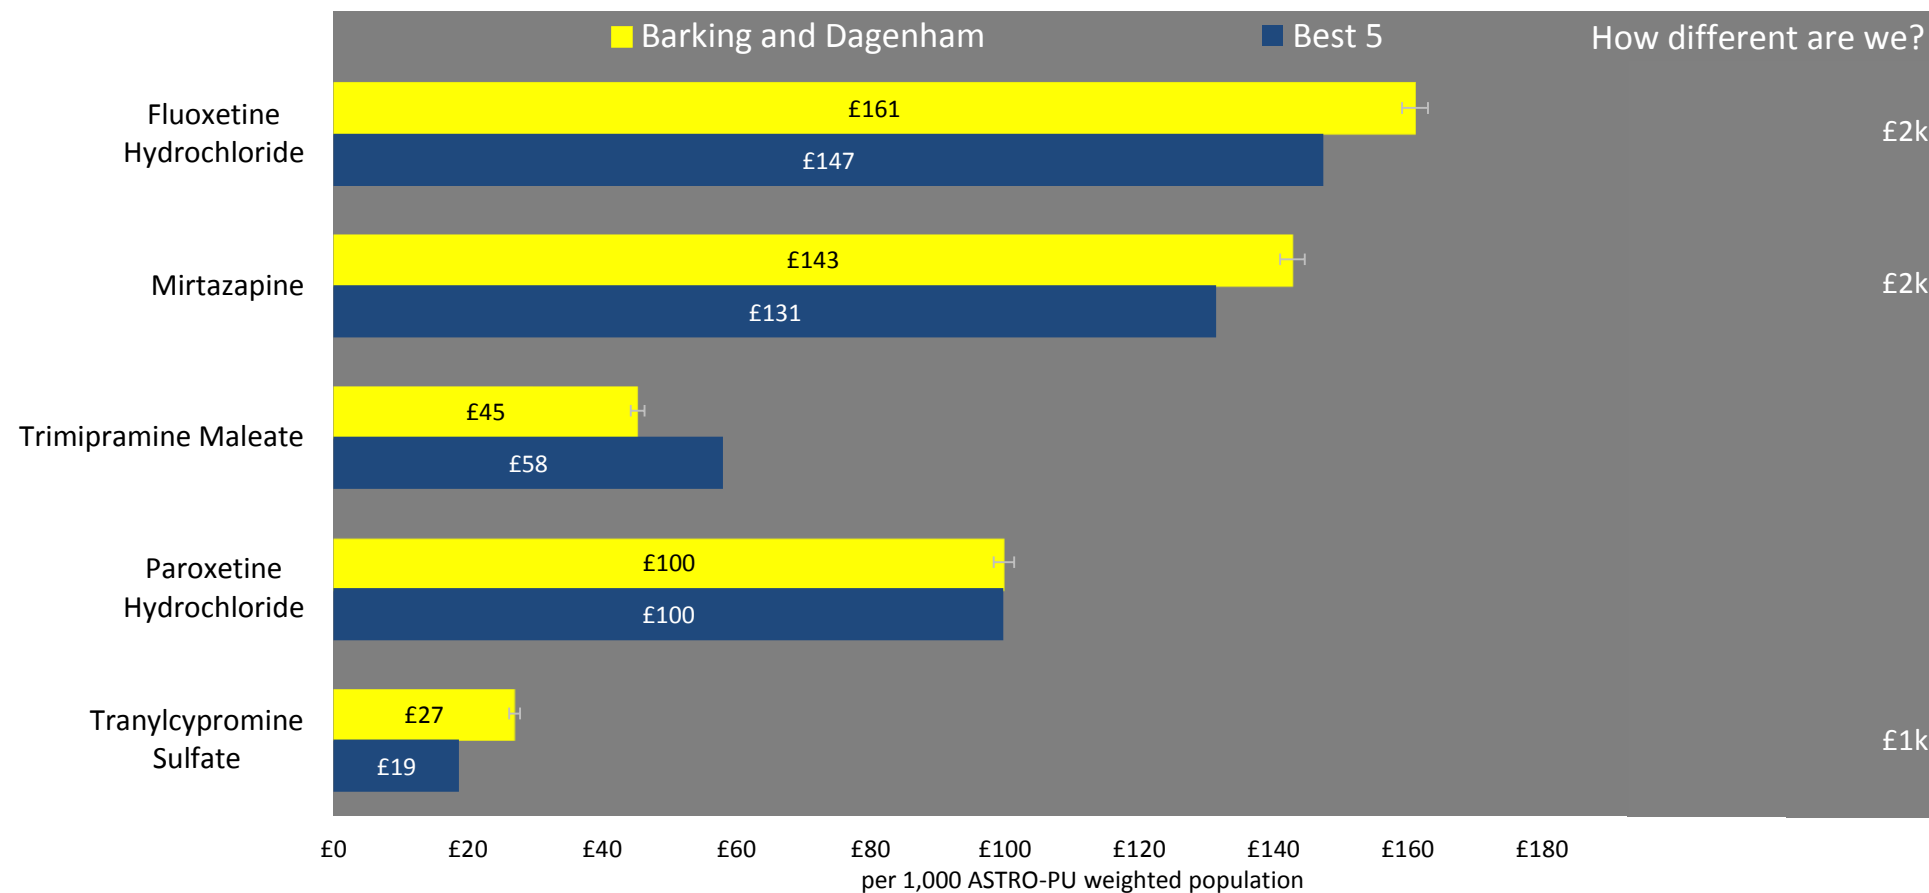 Barking and Dagenham
Best 5
How different are we?
Fluoxetine
Hydrochloride
£161
£147
£2k
Mirtazapine
£143
£131
£2k
Trimipramine Maleate
£45
£58
Paroxetine
Hydrochloride
£100
£100
Tranylcypromine
Sulfate
£27
£19
£1k
£0 £20 £40 £60 £80 £100 £120 £140 £160 £180
per 1,000 ASTRO-PU weighted population